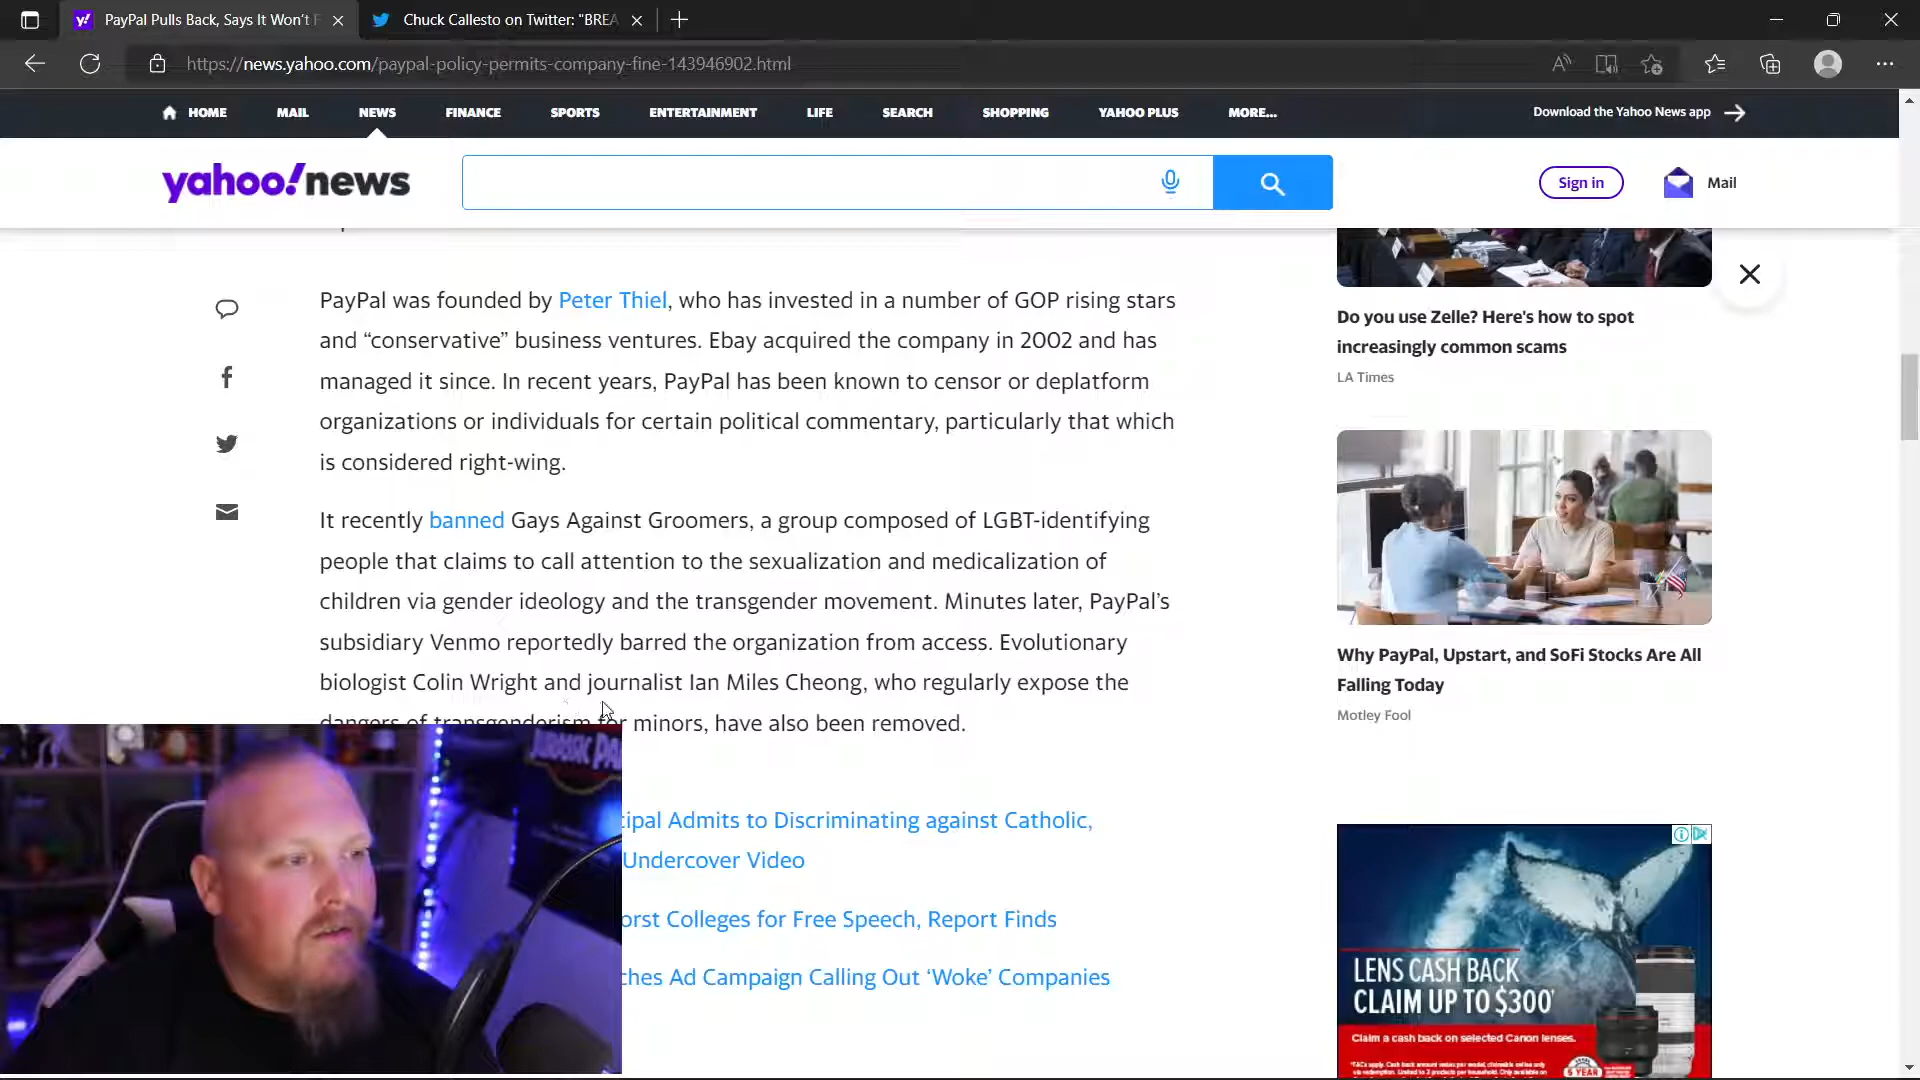 PayPal Pulls Back, Says It Won't F
Chuck Callesto on Twitter: "BREA
https://news.yahoo.com/paypal-policy-permits-company-fine-143946902.html
HOME MAIL NEWS FINANCE SPORTS ENTERTAINMENT LIFE SEARCH SHOPPING YAHOO PLUS MORE...
Download the Yahoo News app
yahoo!news
Sign in
Mail
PayPal was founded by Peter Thiel, who has invested in a number of GOP rising stars
and “conservative” business ventures. Ebay acquired the company in 2002 and has
managed it since. In recent years, PayPal has been known to censor or deplatform
organizations or individuals for certain political commentary, particularly that which
is considered right-wing.
It recently banned Gays Against Groomers, a group composed of LGBT-identifying
people that claims to call attention to the sexualization and medicalization of
children via gender ideology and the transgender movement. Minutes later, PayPal’s
subsidiary Venmo reportedly barred the organization from access. Evolutionary
biologist Colin Wright and journalist Ian Miles Cheong, who regularly expose the
dangers of transgenderism for minors, have also been removed.
cipal Admits to Discriminating against Catholic,
Undercover Video
orst Colleges for Free Speech, Report Finds
ches Ad Campaign Calling Out ‘Woke’ Companies
Do you use Zelle? Here's how to spot
increasingly common scams
LA Times
Why PayPal, Upstart, and SoFi Stocks Are All
Falling Today
Motley Fool
LENS CASH BACK
CLAIM UP TO $300*
Claim a cash back on selected Canon lenses.
5 YEAR
JURASSIC PA